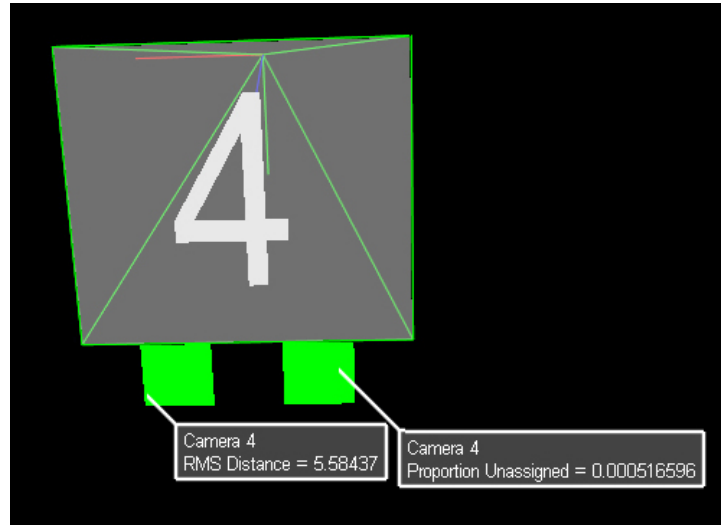 4
Camera 4
RMS Distance = 5.58437
Camera 4
Proportion Unassigned = 0.000516596